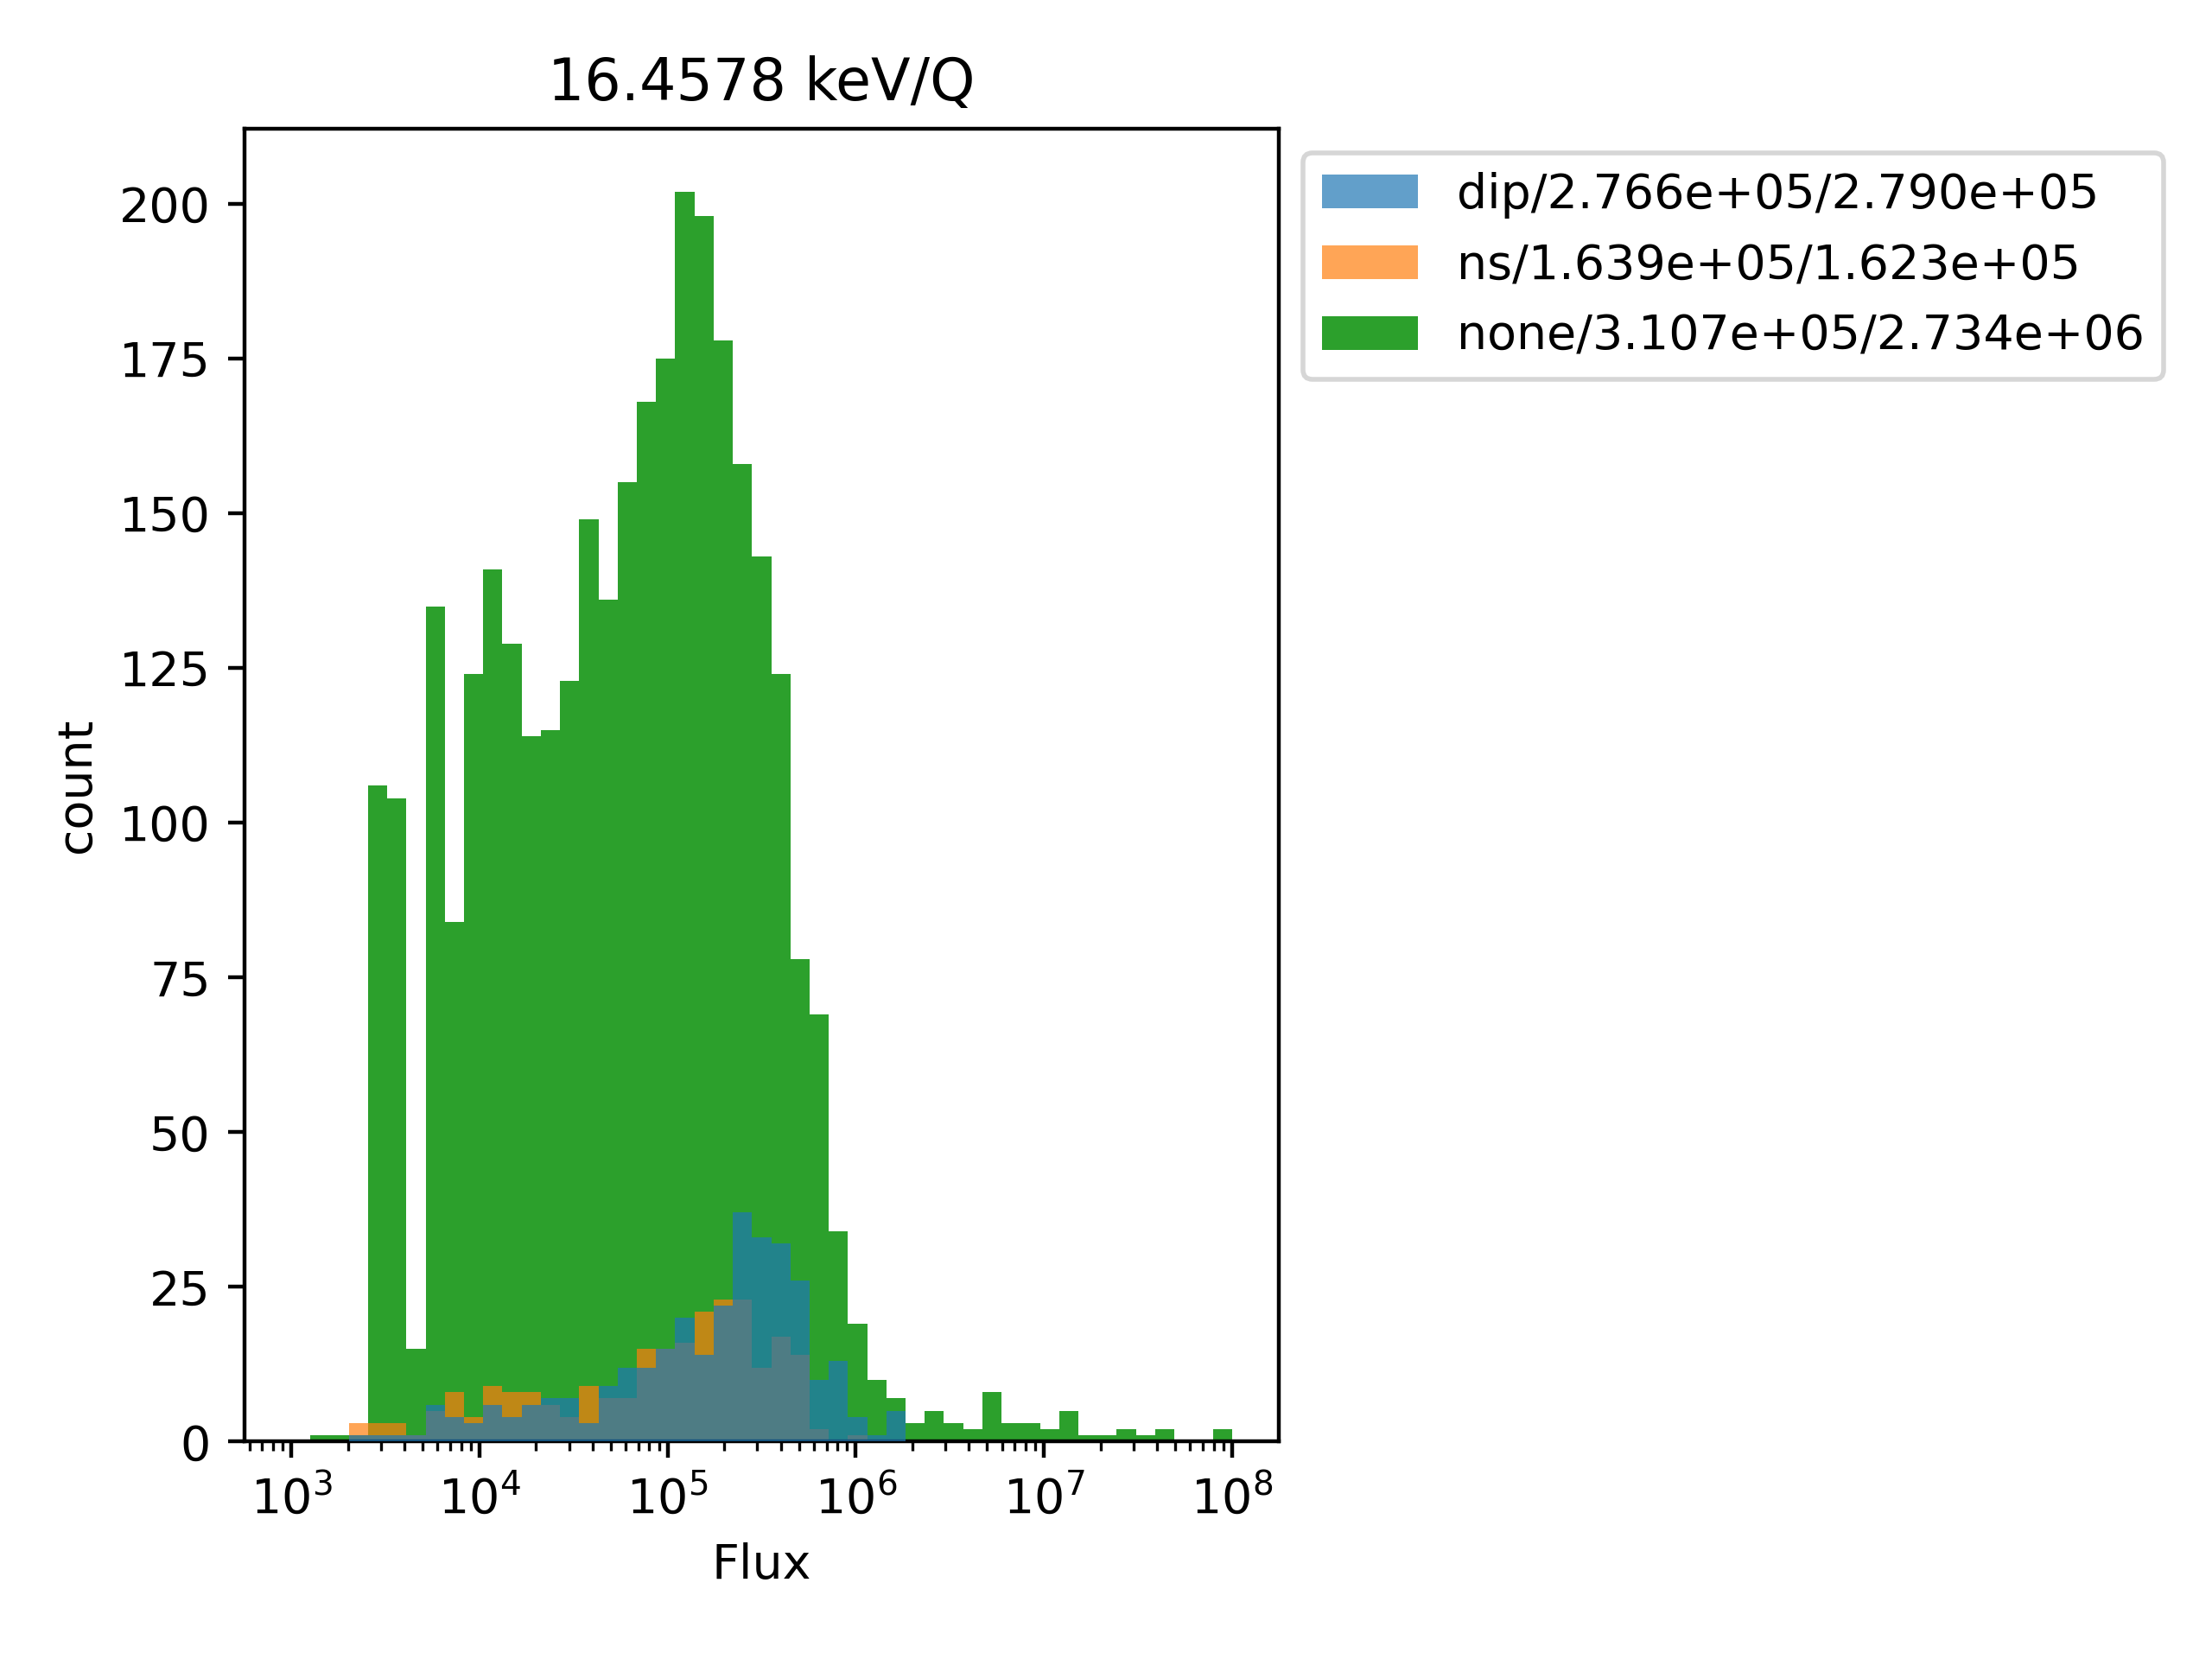 16.4578 keV/Q
dip/2.766e+05/2.790e+05
ns/1.639e+05/1.623e+05
none/3.107e+05/2.734e+06
200
175
150
125
100
75
50
25
0
count
10³ 10⁴ 10⁵ 10⁶ 10⁷ 10⁸
Flux